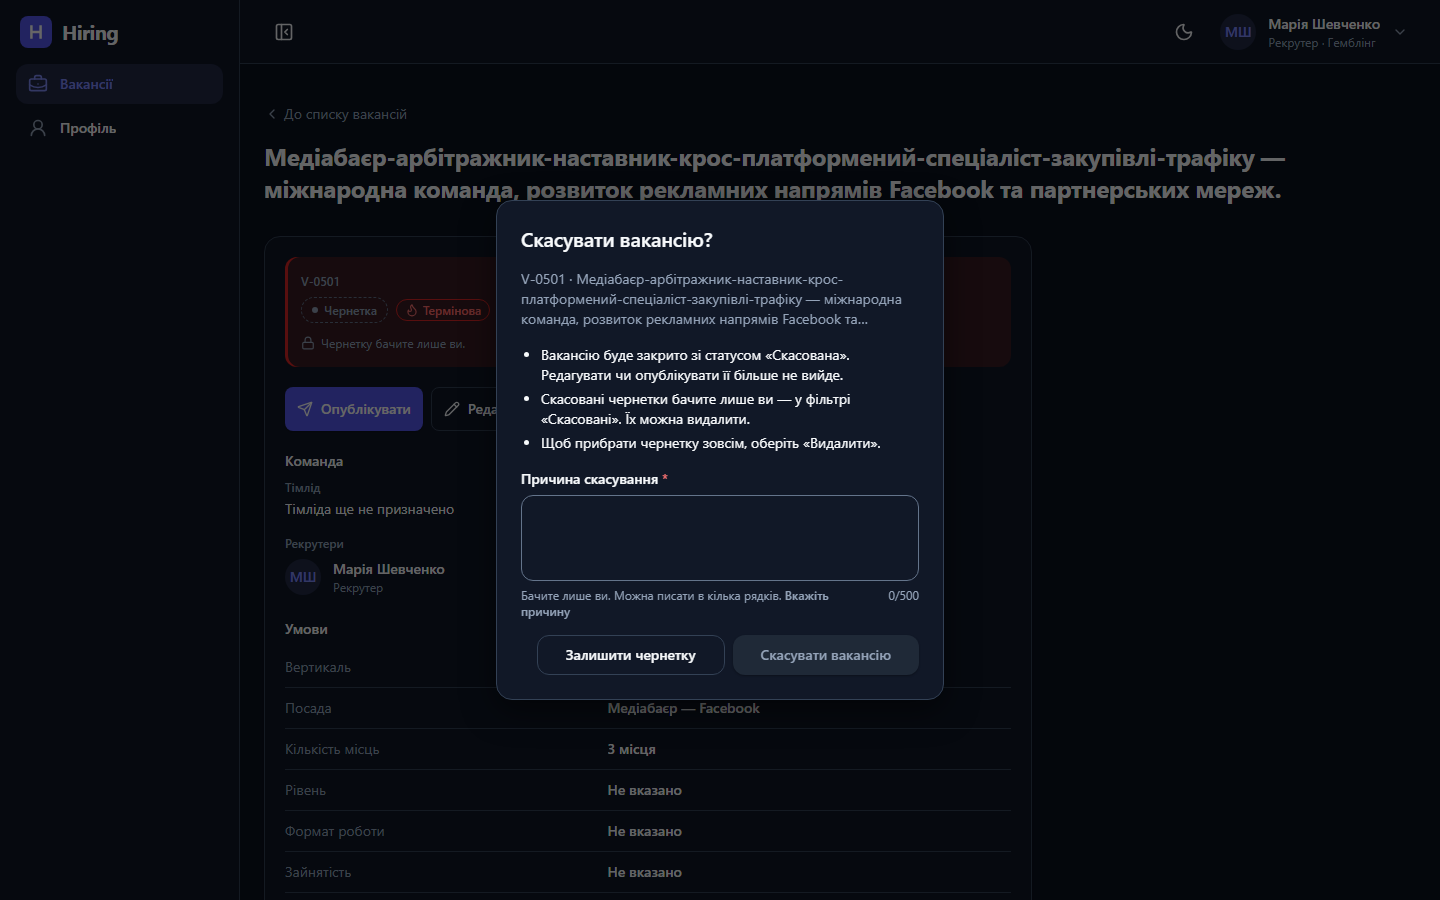 H Hiring
Вакансії
Профіль
МШ
Марія Шевченко
Рекрутер · Гемблінг
До списку вакансій
Медіабаєр-арбітражник-наставник-крос-платформений-спеціаліст-закупівлі-трафіку —
міжнародна команда, розвиток рекламних напрямів Facebook та партнерських мереж.
V-0501
Чернетка
Термінова
Чернетку бачите лише ви.
Опублікувати
Реда
Команда
Тімлід
Тімліда ще не призначено
Рекрутери
МШ
Марія Шевченко
Рекрутер
Умови
Вертикаль
Посада
Медіабаєр — Facebook
Кількість місць
3 місця
Рівень
Не вказано
Формат роботи
Не вказано
Зайнятість
Не вказано
Скасувати вакансію?
V-0501 · Медіабаєр-арбітражник-наставник-крос-
платформений-спеціаліст-закупівлі-трафіку — міжнародна
команда, розвиток рекламних напрямів Facebook та...
Вакансію буде закрито зі статусом «Скасована».
Редагувати чи опублікувати її більше не вийде.
Скасовані чернетки бачите лише ви — у фільтрі
«Скасовані». Їх можна видалити.
Щоб прибрати чернетку зовсім, оберіть «Видалити».
Причина скасування *
Бачите лише ви. Можна писати в кілька рядків. Вкажіть
причину
0/500
Залишити чернетку
Скасувати вакансію